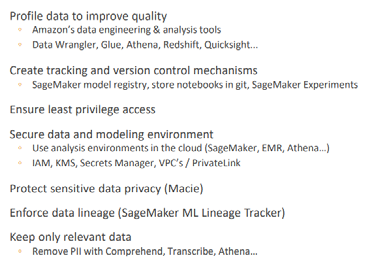 Profile data to improve quality
Amazon's data engineering & analysis tools
Data Wrangler, Glue, Athena, Redshift, Quicksight...
Create tracking and version control mechanisms
SageMaker model registry, store notebooks in git, SageMaker Experiments
Ensure least privilege access
Secure data and modeling environment
Use analysis environments in the cloud (SageMaker, EMR, Athena...)
IAM, KMS, Secrets Manager, VPC's / PrivateLink
Protect sensitive data privacy (Macie)
Enforce data lineage (SageMaker ML Lineage Tracker)
Keep only relevant data
Remove PII with Comprehend, Transcribe, Athena...